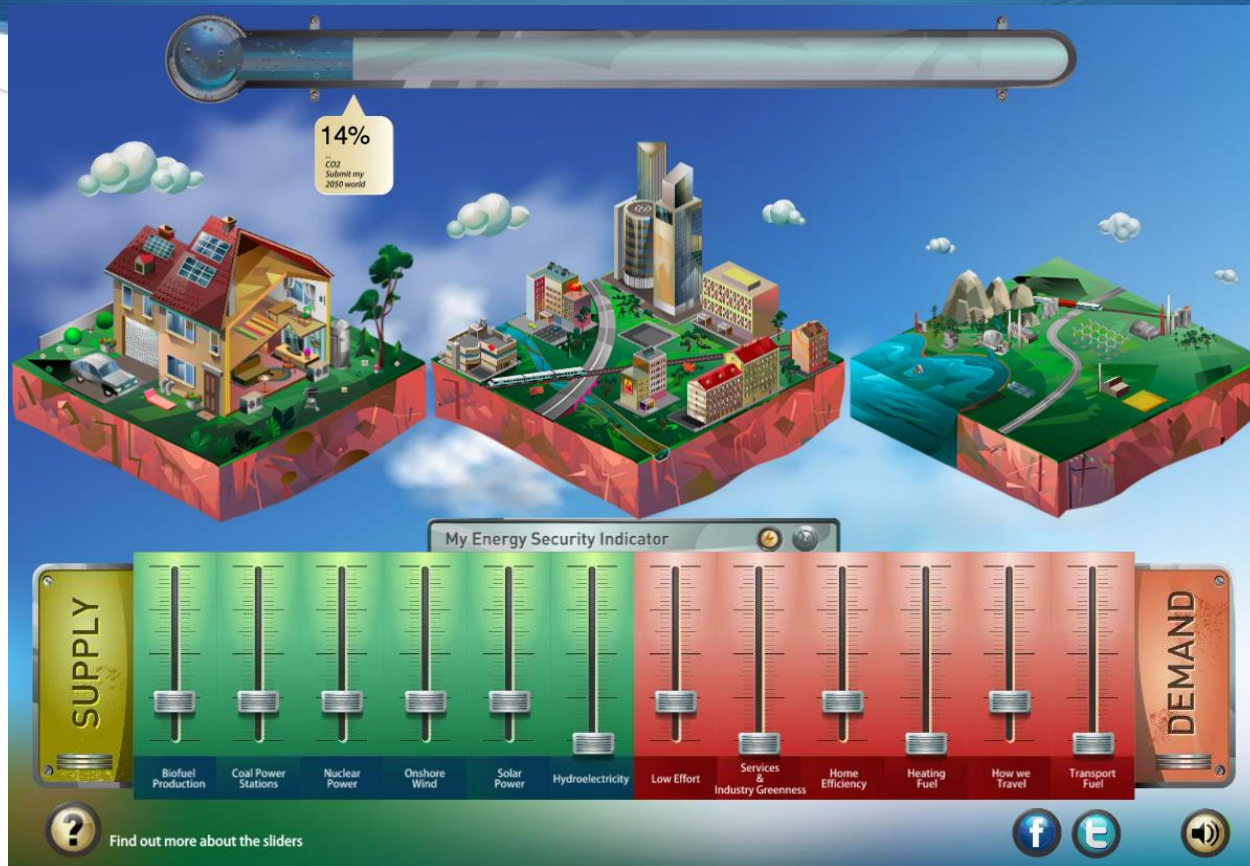 14%
...
CO2
Submit my
2050 world
My Energy Security Indicator
SUPPLY
Biofuel
Production
Coal Power
Stations
Nuclear
Power
Onshore
Wind
Solar
Power
Hydroelectricity
Low Effort
Services
&
Industry Greenness
Home
Efficiency
Heating
Fuel
How we
Travel
Transport
Fuel
DEMAND
?
Find out more about the sliders
f
t